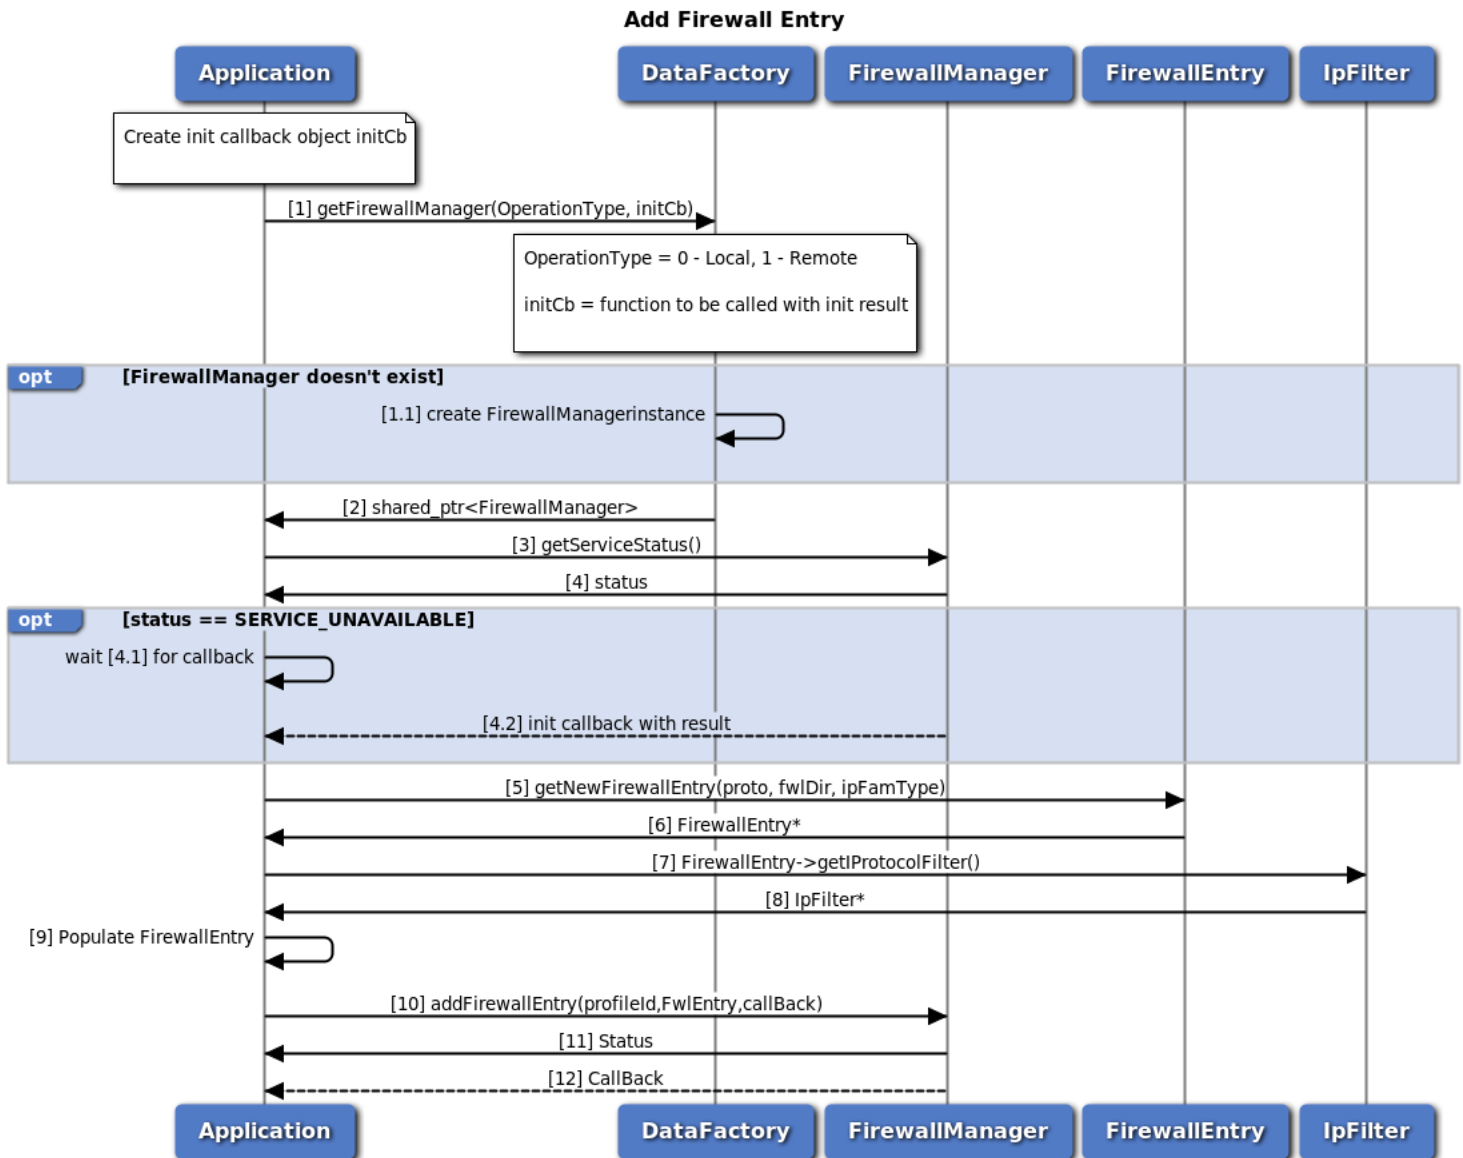 Add Firewall Entry
Application
DataFactory
FirewallManager
FirewallEntry
IpFilter
Create init callback object initCb
[1] getFirewallManager(OperationType, initCb)
OperationType = 0 - Local, 1 - Remote
initCb = function to be called with init result
opt
[FirewallManager doesn't exist]
[1.1] create FirewallManagerinstance
[2] shared_ptr<FirewallManager>
[3] getServiceStatus()
[4] status
opt
[status == SERVICE_UNAVAILABLE]
wait [4.1] for callback
[4.2] init callback with result
[5] getNewFirewallEntry(proto, fwlDir, ipFamType)
[6] FirewallEntry*
[7] FirewallEntry->getIProtocolFilter()
[8] IpFilter*
[9] Populate FirewallEntry
[10] addFirewallEntry(profileId,FwlEntry,callBack)
[11] Status
[12] CallBack
Application
DataFactory
FirewallManager
FirewallEntry
IpFilter